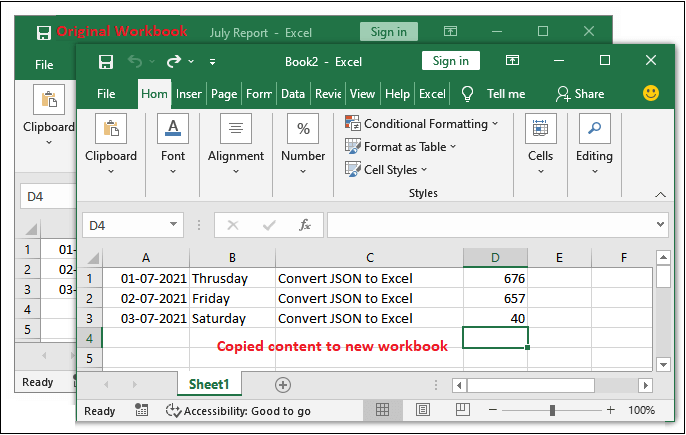 Original Workbook July Report - Excel Sign in
File
Clipboard
D4
1 01-
2 02-
3 03-
4
5
Ready
Book2 - Excel Sign in
File Hom Inser Page Form Data Revie View Help Excel Tell me Share
Clipboard Font Alignment Number Conditional Formatting Cells Editing
A %
Format as Table
Cell Styles
Styles
D4 fx
A B C D E F
1 01-07-2021 Thrusday Convert JSON to Excel 676
2 02-07-2021 Friday Convert JSON to Excel 657
3 03-07-2021 Saturday Convert JSON to Excel 40
4
Copied content to new workbook
5
Sheet1
Ready Accessibility: Good to go 100%